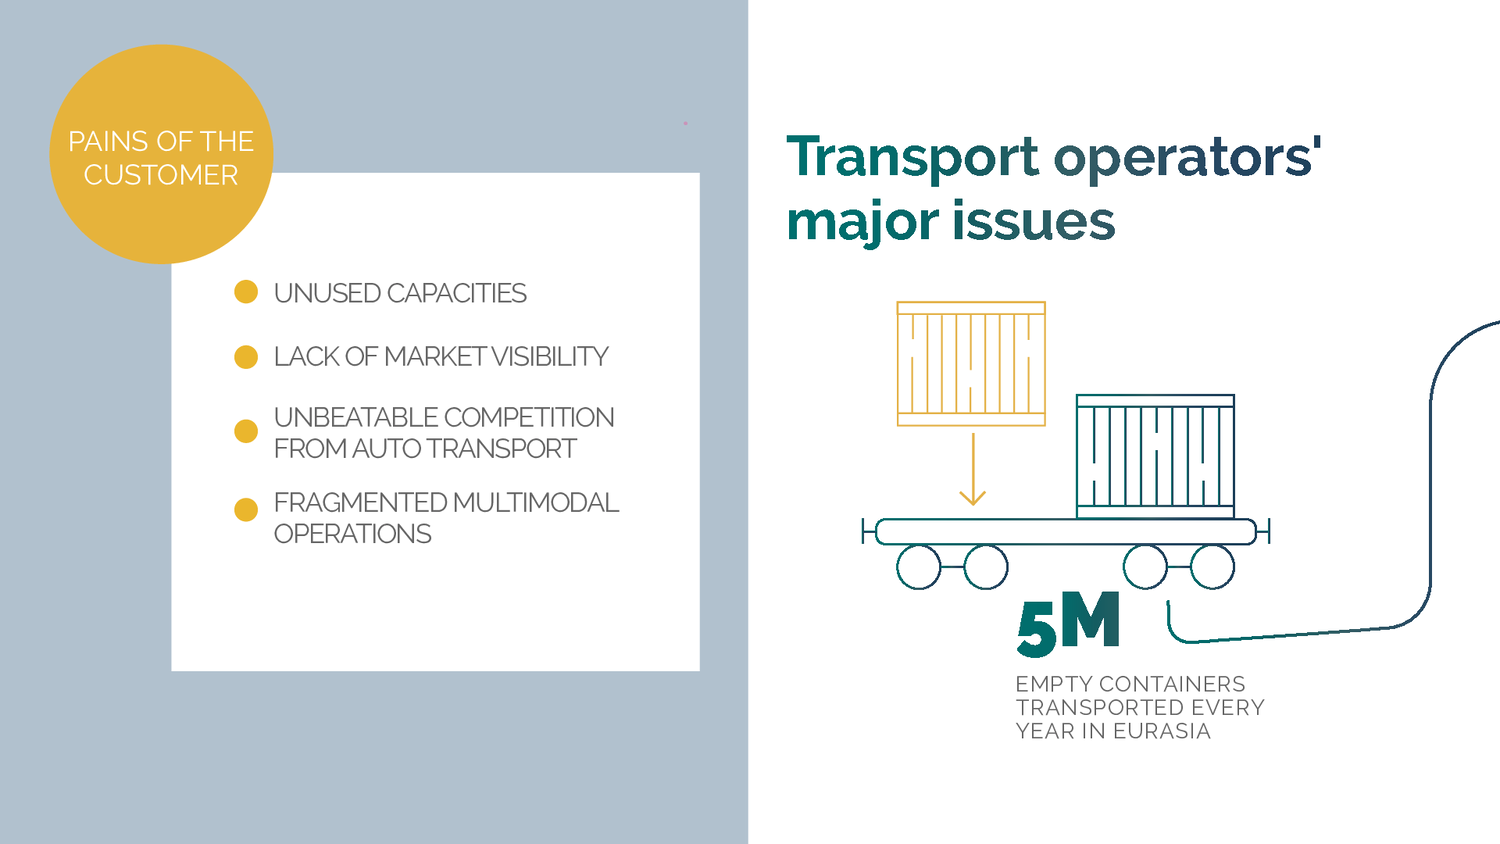 PAINS OF THE
CUSTOMER
UNUSED CAPACITIES
LACK OF MARKET VISIBILITY
UNBEATABLE COMPETITION
FROM AUTO TRANSPORT
FRAGMENTED MULTIMODAL
OPERATIONS
Transport operators'
major issues
5M
EMPTY CONTAINERS
TRANSPORTED EVERY
YEAR IN EURASIA